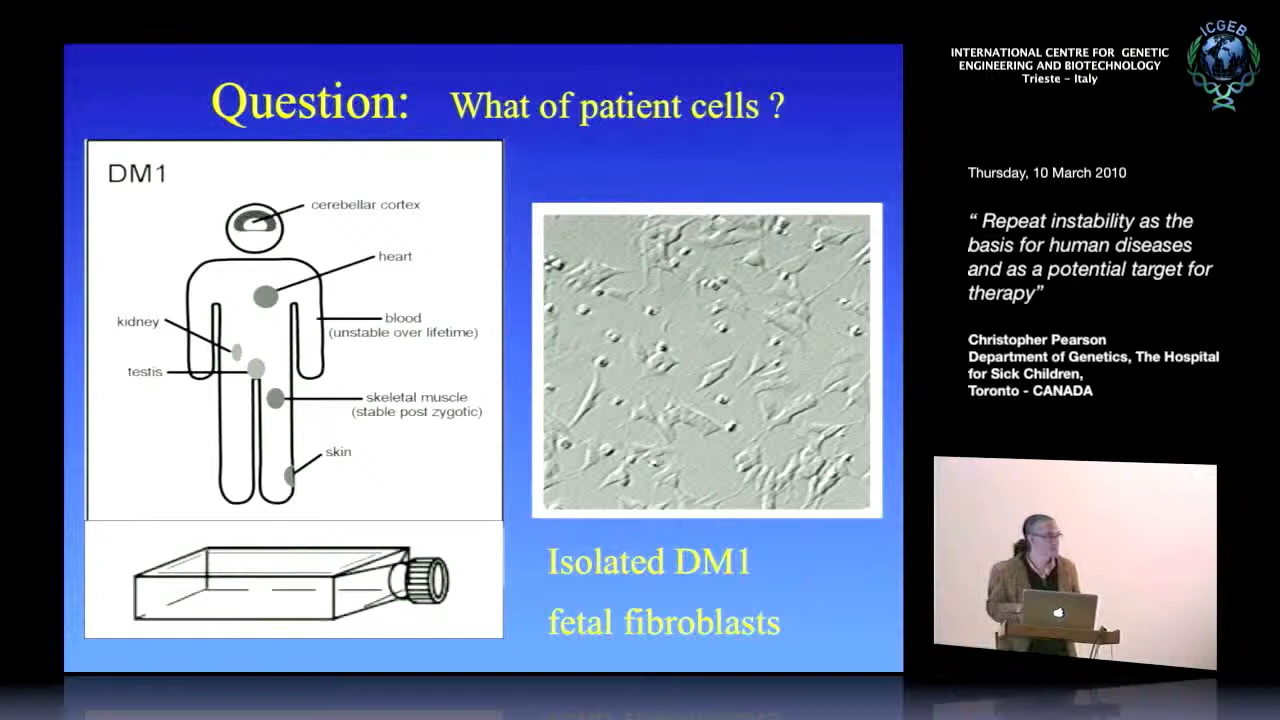 Question: What of patient cells ?
DM1
cerebellar cortex
heart
kidney
blood
(unstable over lifetime)
testis
skeletal muscle
(stable post zygotic)
skin
Isolated DM1
fetal fibroblasts
INTERNATIONAL CENTRE FOR GENETIC
ENGINEERING AND BIOTECHNOLOGY
Trieste - Italy
ICGEB
Thursday, 10 March 2010
“ Repeat instability as the
basis for human diseases
and as a potential target for
therapy”
Christopher Pearson
Department of Genetics, The Hospital
for Sick Children,
Toronto - CANADA